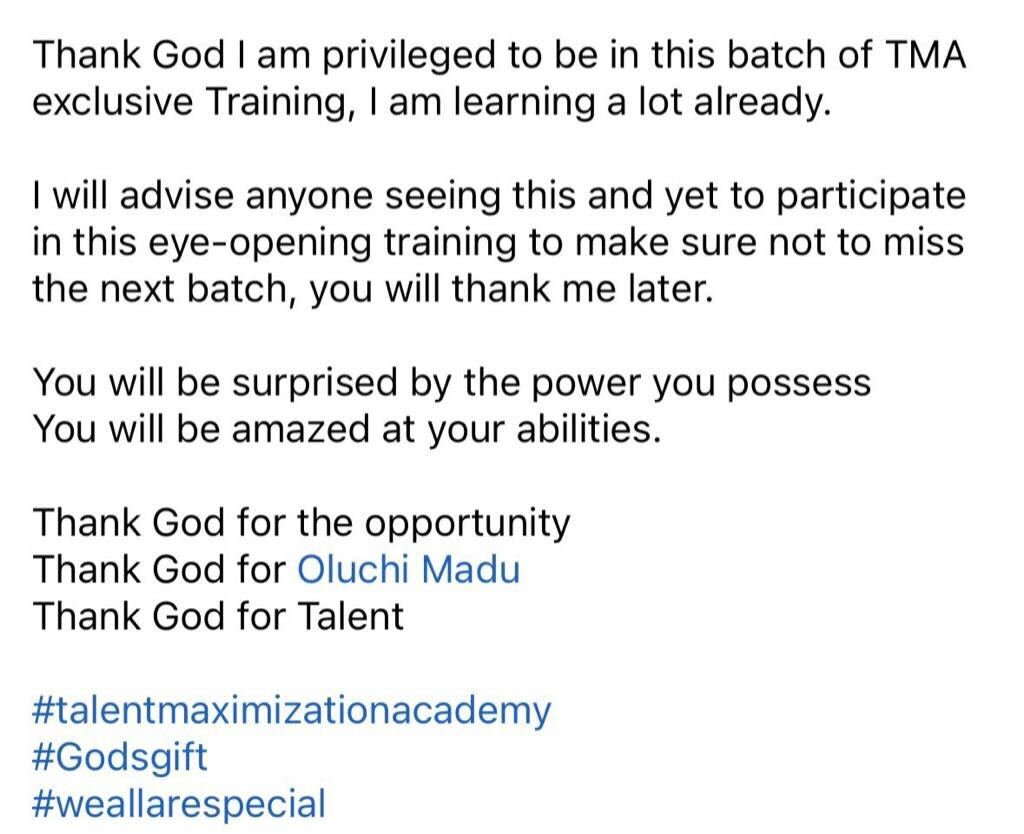 Thank God I am privileged to be in this batch of TMA
exclusive Training, I am learning a lot already.
I will advise anyone seeing this and yet to participate
in this eye-opening training to make sure not to miss
the next batch, you will thank me later.
You will be surprised by the power you possess
You will be amazed at your abilities.
Thank God for the opportunity
Thank God for Oluchi Madu
Thank God for Talent
#talentmaximizationacademy
#Godsgift
#weallarespecial